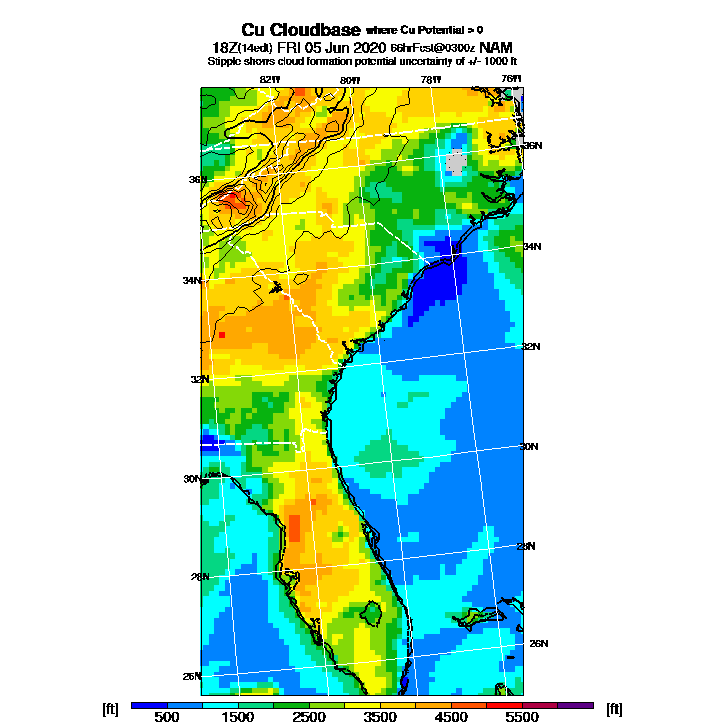 Cu Cloudbase where Cu Potential > 0
18Z(14edt) FRI 05 Jun 2020 66hrFcst@0300z NAM
Stipple shows cloud formation potential uncertainty of +/- 1000 ft
82W 80W 78W 76W
36N
36N
34N
34N
32N
32N
30N
30N
28N
28N
26N
26N
[ft] 500 1500 2500 3500 4500 5500 [ft]